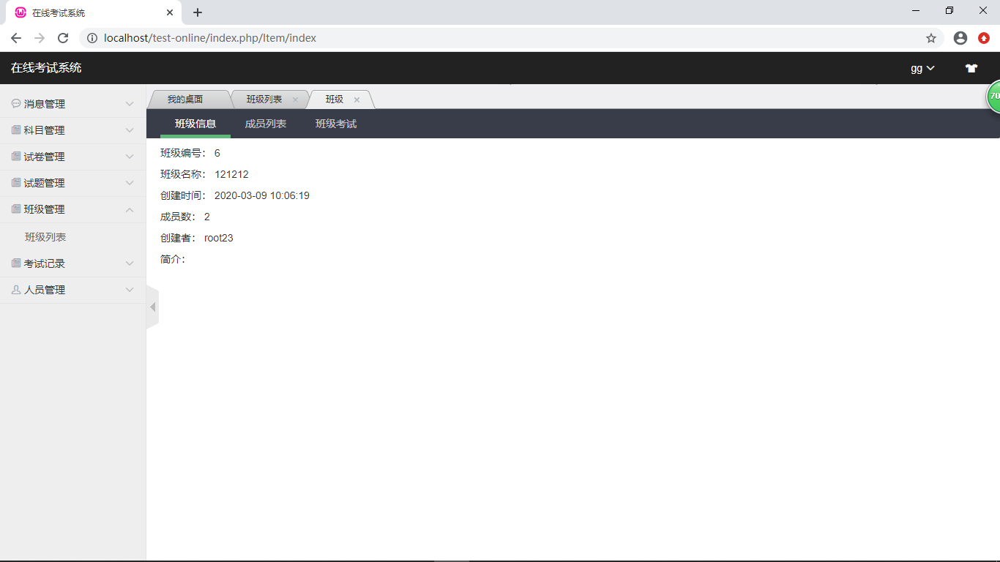 在线考试系统
localhost/test-online/index.php/Item/index
在线考试系统
gg
70
我的桌面
班级列表
班级
消息管理
科目管理
试卷管理
试题管理
班级管理
班级列表
考试记录
人员管理
班级信息
成员列表
班级考试
班级编号： 6
班级名称： 121212
创建时间： 2020-03-09 10:06:19
成员数： 2
创建者： root23
简介：